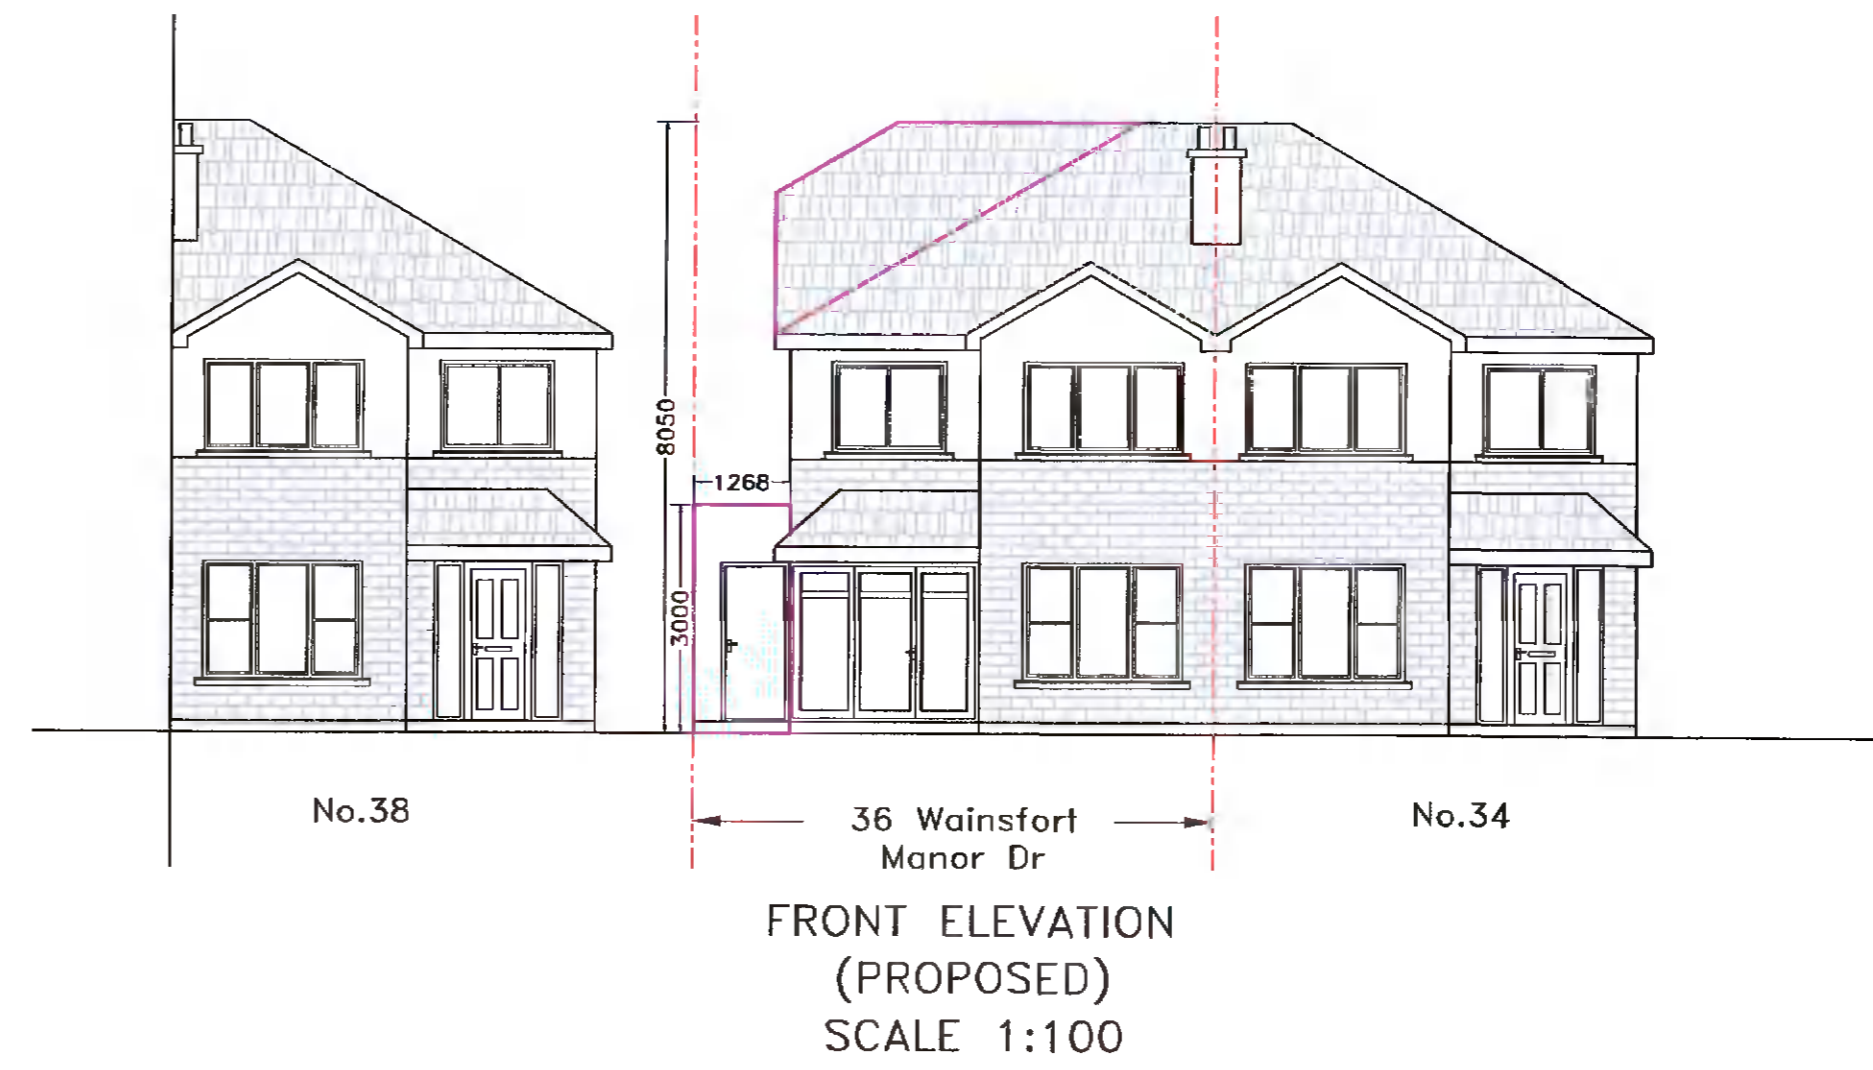 8050
1268
3000
No.38
36 Wainsfort
Manor Dr
No.34
FRONT ELEVATION
(PROPOSED)
SCALE 1:100